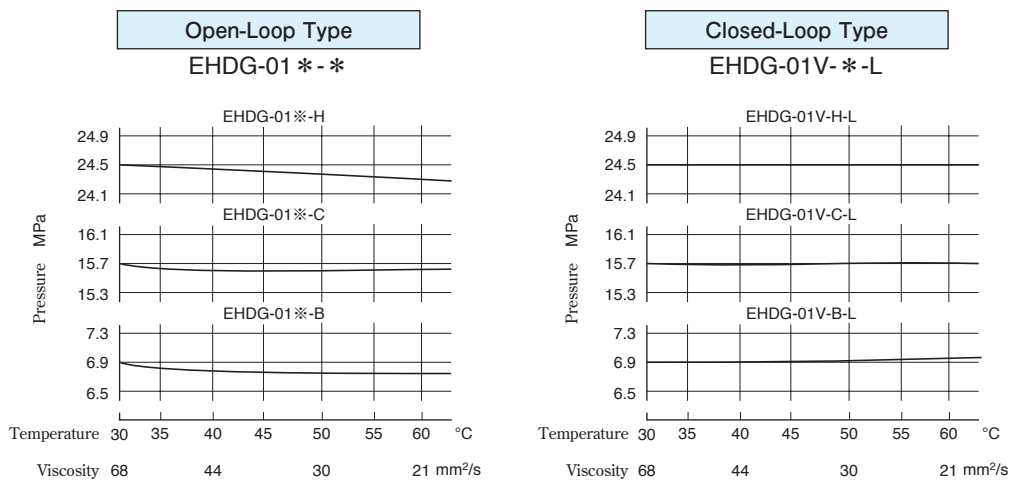 Open-Loop Type
EHDG-01＊-＊
EHDG-01※-H
24.9
24.5
24.1
EHDG-01※-C
16.1
15.7
15.3
EHDG-01※-B
7.3
6.9
6.5
Pressure MPa
Temperature 30 35 40 45 50 55 60 °C
Viscosity 68 44 30 21 mm²/s
Closed-Loop Type
EHDG-01V-＊-L
EHDG-01V-H-L
24.9
24.5
24.1
EHDG-01V-C-L
16.1
15.7
15.3
EHDG-01V-B-L
7.3
6.9
6.5
Pressure MPa
Temperature 30 35 40 45 50 55 60 °C
Viscosity 68 44 30 21 mm²/s